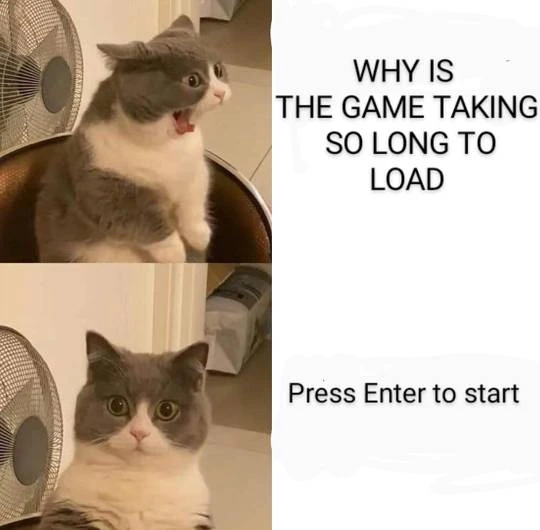 WHY IS
THE GAME TAKING
SO LONG TO
LOAD
Press Enter to start